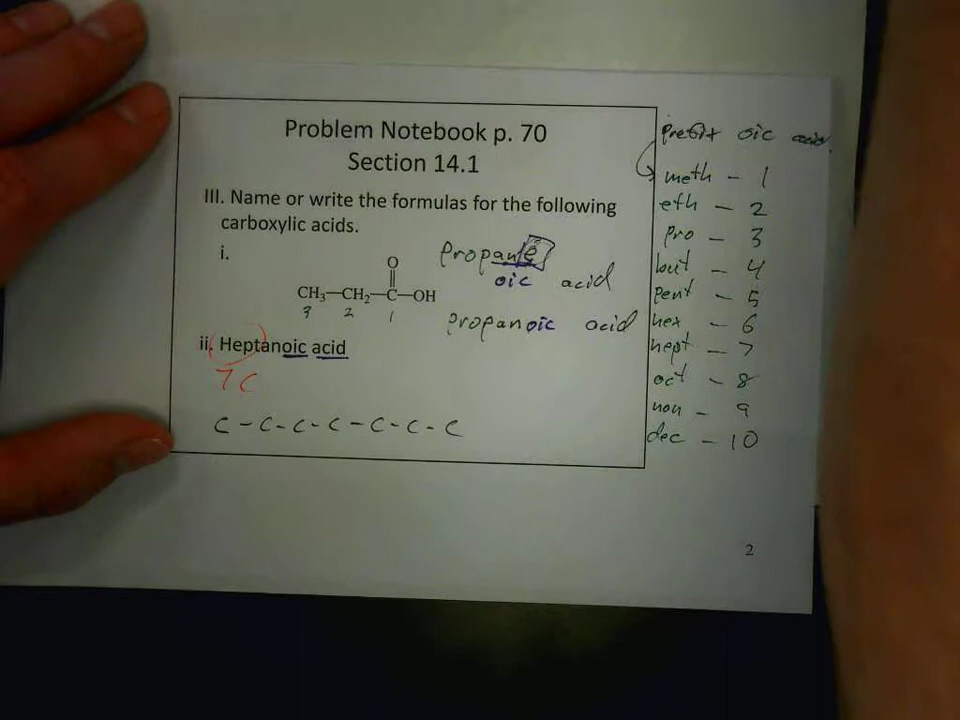 Problem Notebook p. 70
Section 14.1
III. Name or write the formulas for the following
carboxylic acids.
i.
O
CH₃—CH₂—C—OH
3 2 1
Propane
oic acid
propanoic acid
ii. Heptanoic acid
7C
C-C-C-C-C-C-C
Prefix oic acid.
meth - 1
eth - 2
pro - 3
but - 4
pent - 5
hex - 6
hept - 7
oct - 8
non - 9
dec - 10
2